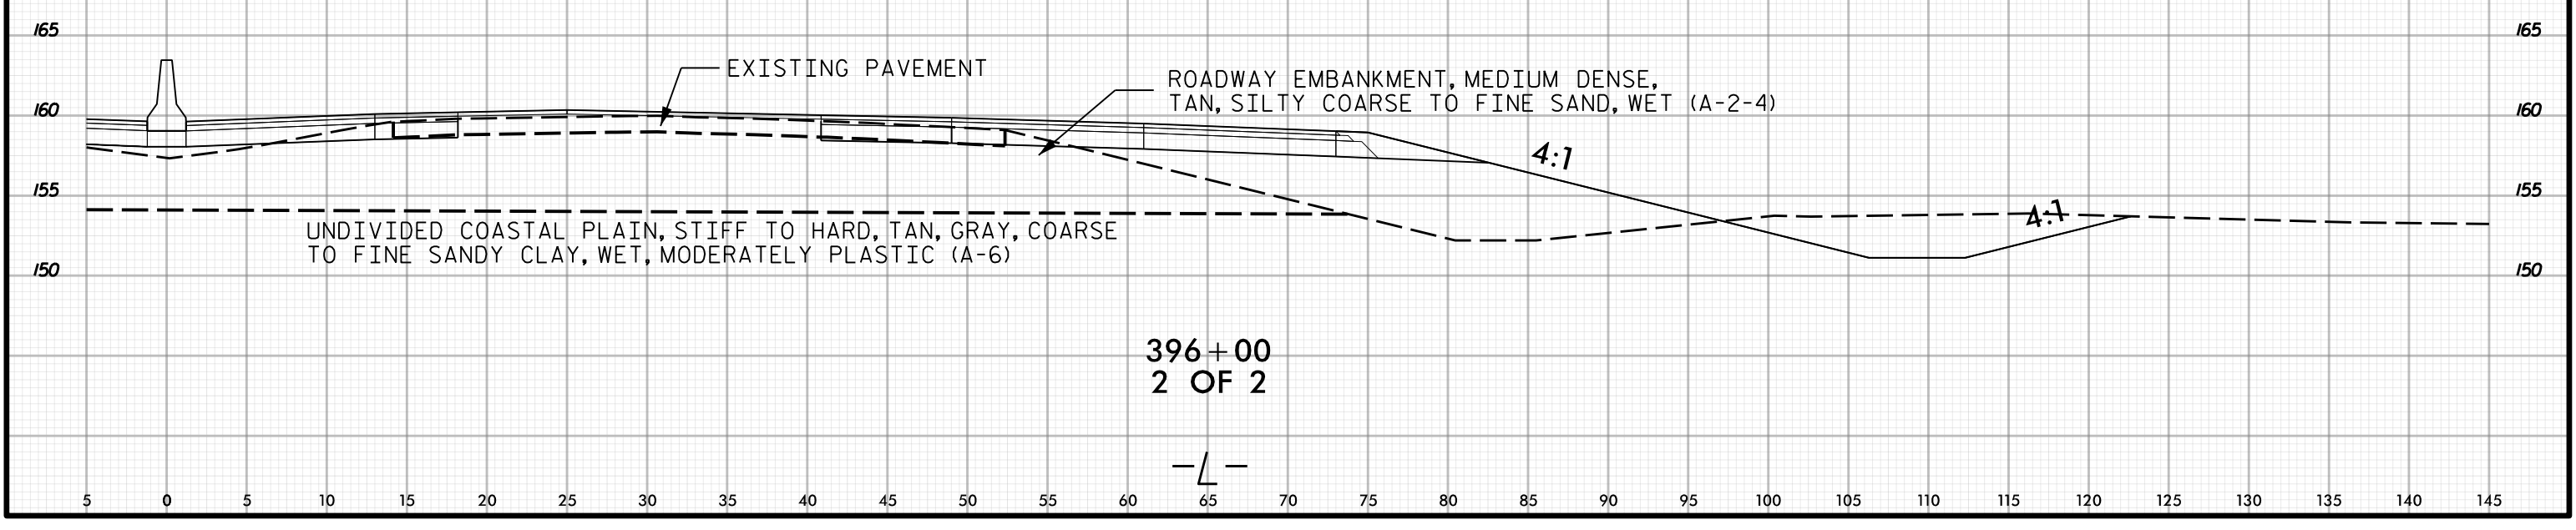 165 165
EXISTING PAVEMENT
ROADWAY EMBANKMENT, MEDIUM DENSE,
TAN, SILTY COARSE TO FINE SAND, WET (A-2-4)
160 160
4:1
155 155
4:1
UNDIVIDED COASTAL PLAIN, STIFF TO HARD, TAN, GRAY, COARSE
TO FINE SANDY CLAY, WET, MODERATELY PLASTIC (A-6)
150 150
396+00
2 OF 2
-L-
5 0 5 10 15 20 25 30 35 40 45 50 55 60 65 70 75 80 85 90 95 100 105 110 115 120 125 130 135 140 145